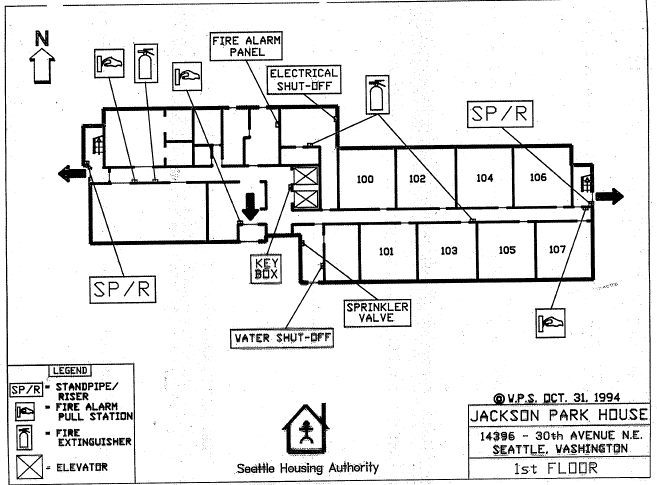 N
FIRE ALARM
PANEL
ELECTRICAL
SHUT-OFF
SP/R
100
102
104
106
101
103
105
107
SP/R
KEY
BOX
SPRINKLER
VALVE
WATER SHUT-OFF
LEGEND
SP/R = STANDPIPE/
RISER
= FIRE ALARM
PULL STATION
= FIRE
EXTINGUISHER
= ELEVATOR
Seattle Housing Authority
@ W.P.S. OCT. 31, 1994
JACKSON PARK HOUSE
14396 - 30th AVENUE N.E.
SEATTLE, WASHINGTON
1st FLOOR